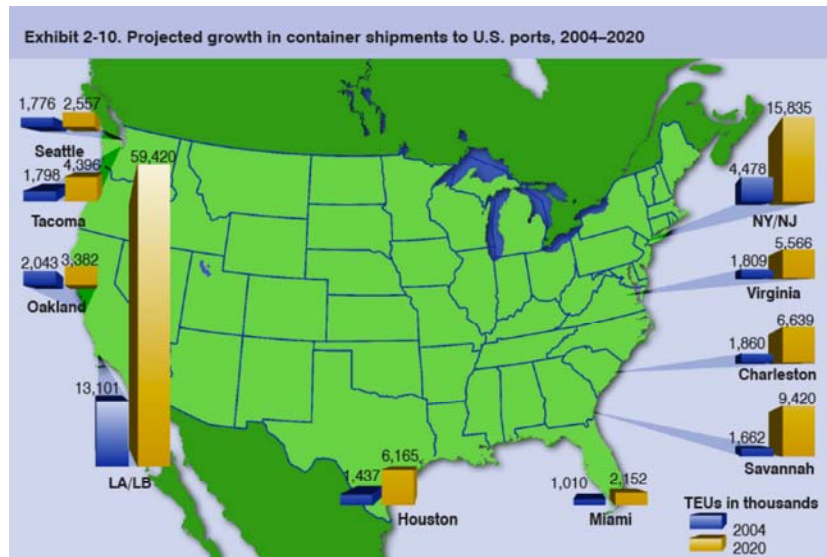 Exhibit 2-10. Projected growth in container shipments to U.S. ports, 2004–2020
1,776 2,557
Seattle
1,798 4,396
Tacoma
2,043 3,382
Oakland
13,101 59,420
LA/LB
1,437 6,165
Houston
1,010 2,152
Miami
4,478 15,835
NY/NJ
1,809 5,566
Virginia
1,860 6,639
Charleston
1,662 9,420
Savannah
TEUs in thousands
2004
2020